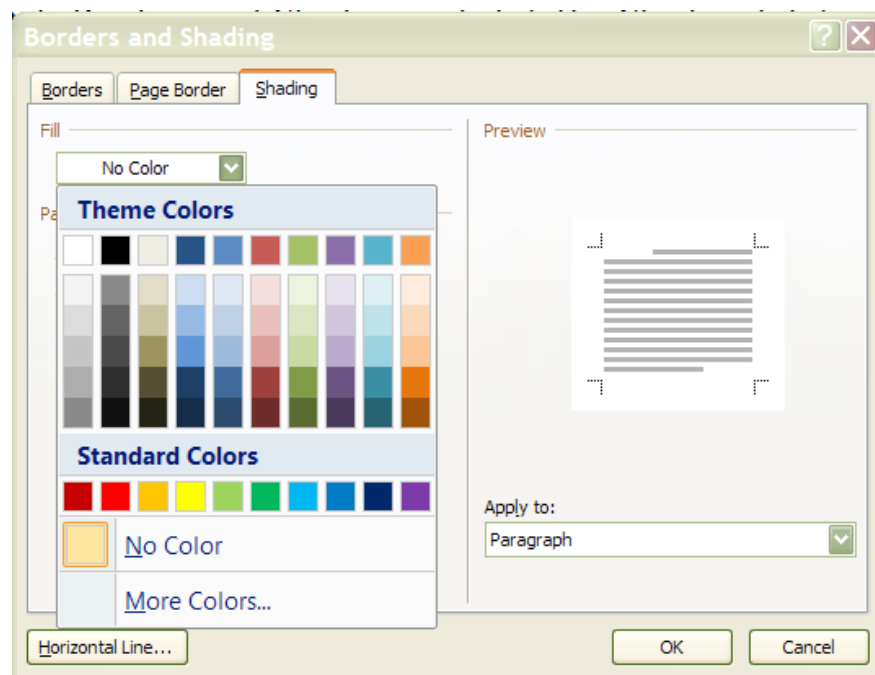 Borders and Shading
Borders
Page Border
Shading
Fill
No Color
Pa
Theme Colors
Standard Colors
No Color
More Colors...
Preview
Apply to:
Paragraph
Horizontal Line...
OK
Cancel